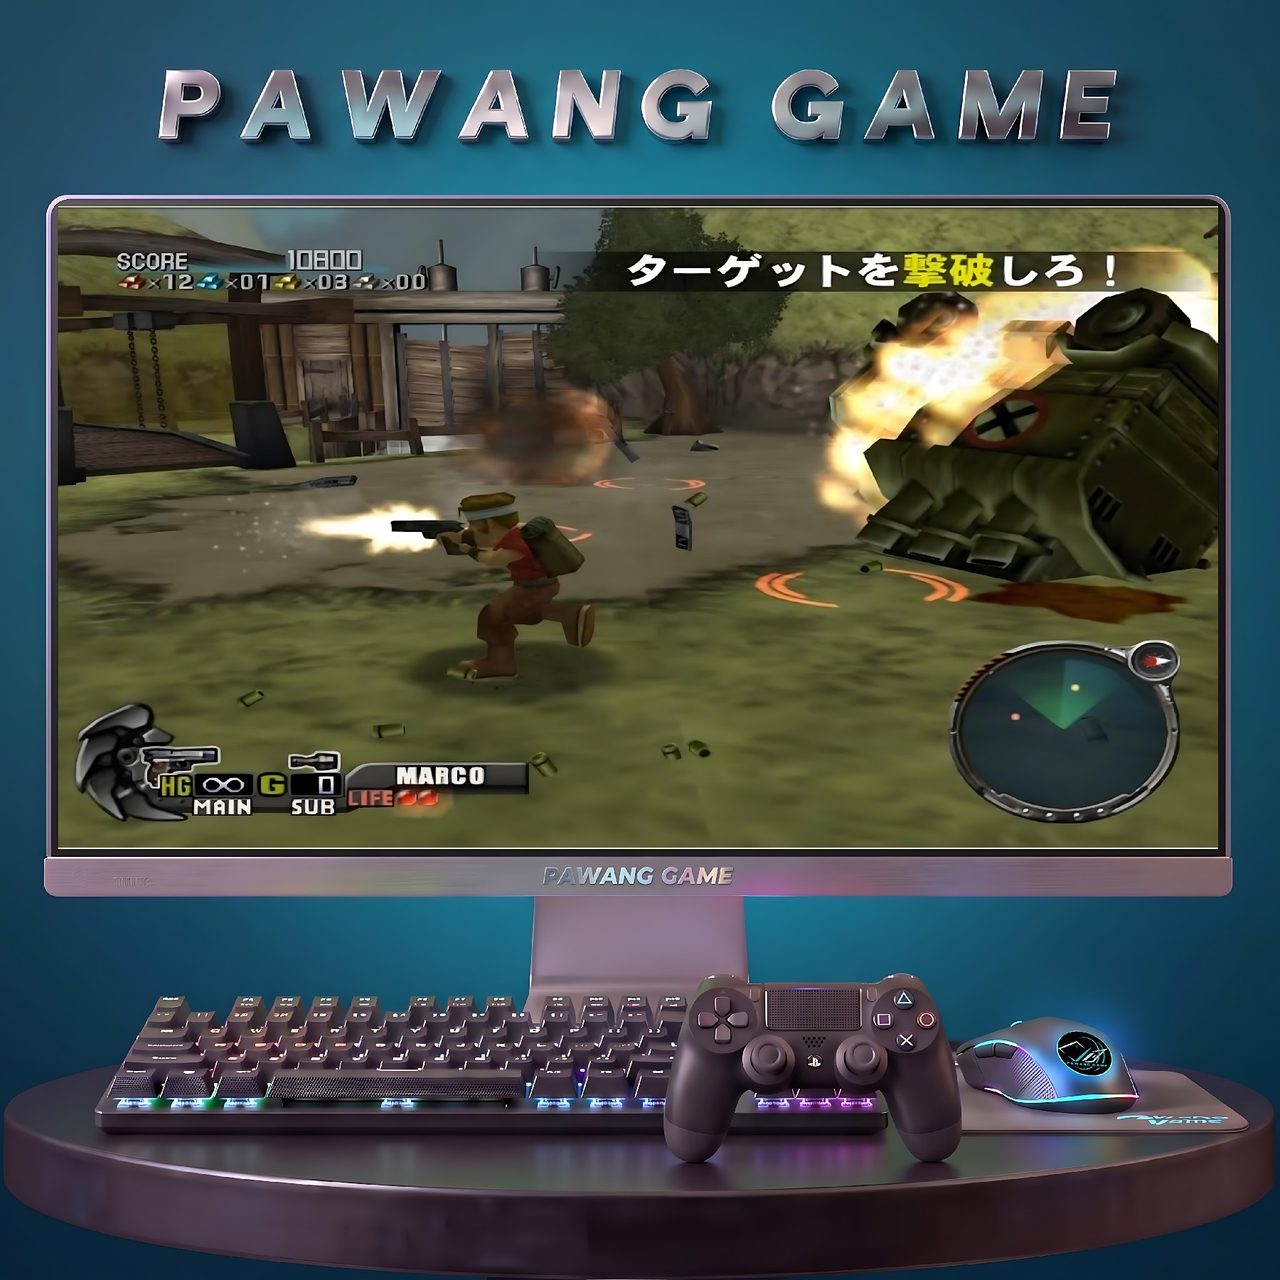 PAWANG GAME
SCORE 10800
×12 ×01 ×03 ×00
ターゲットを撃破しろ！
HG ∞ G 0
MAIN SUB
MARCO
LIFE
PAWANG GAME